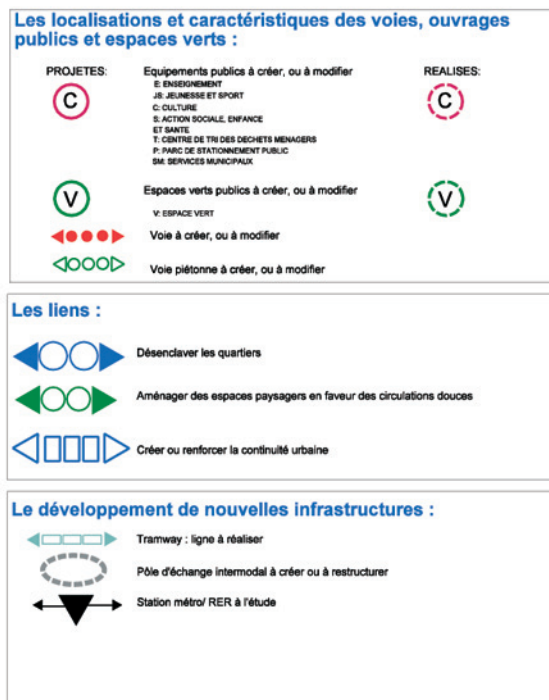 Les localisations et caractéristiques des voies, ouvrages
publics et espaces verts :
PROJETES:
Equipements publics à créer, ou à modifier
REALISES:
C
E: ENSEIGNEMENT
JS: JEUNESSE ET SPORT
C: CULTURE
S: ACTION SOCIALE, ENFANCE
ET SANTE
T: CENTRE DE TRI DES DECHETS MENAGERS
P: PARC DE STATIONNEMENT PUBLIC
SM: SERVICES MUNICIPAUX
C
V
Espaces verts publics à créer, ou à modifier
V: ESPACE VERT
V
Voie à créer, ou à modifier
Voie piétonne à créer, ou à modifier
Les liens :
Désenclaver les quartiers
Aménager des espaces paysagers en faveur des circulations douces
Créer ou renforcer la continuité urbaine
Le développement de nouvelles infrastructures :
Tramway : ligne à réaliser
Pôle d'échange intermodal à créer ou à restructurer
Station métro/ RER à l'étude